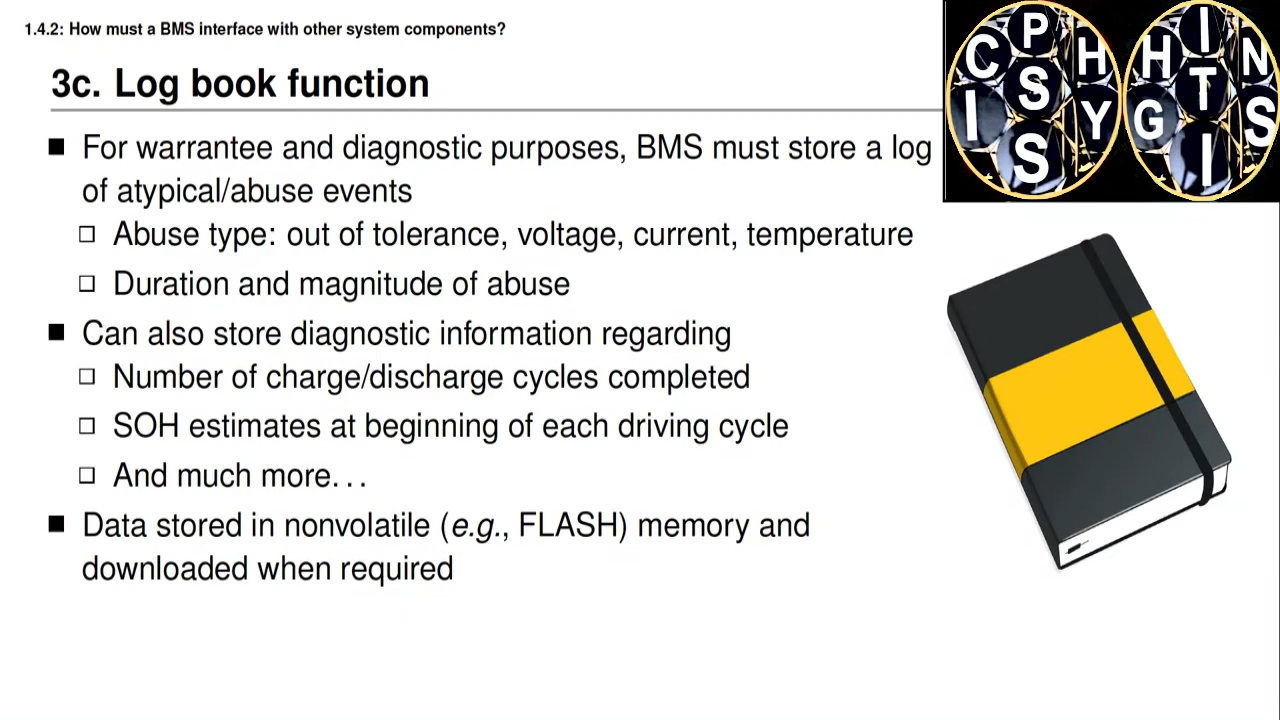 1.4.2: How must a BMS interface with other system components?
3c. Log book function
■ For warrantee and diagnostic purposes, BMS must store a log
of atypical/abuse events
□ Abuse type: out of tolerance, voltage, current, temperature
□ Duration and magnitude of abuse
■ Can also store diagnostic information regarding
□ Number of charge/discharge cycles completed
□ SOH estimates at beginning of each driving cycle
□ And much more...
■ Data stored in nonvolatile (e.g., FLASH) memory and
downloaded when required
P I
C H H N
S T
I Y G S
S I